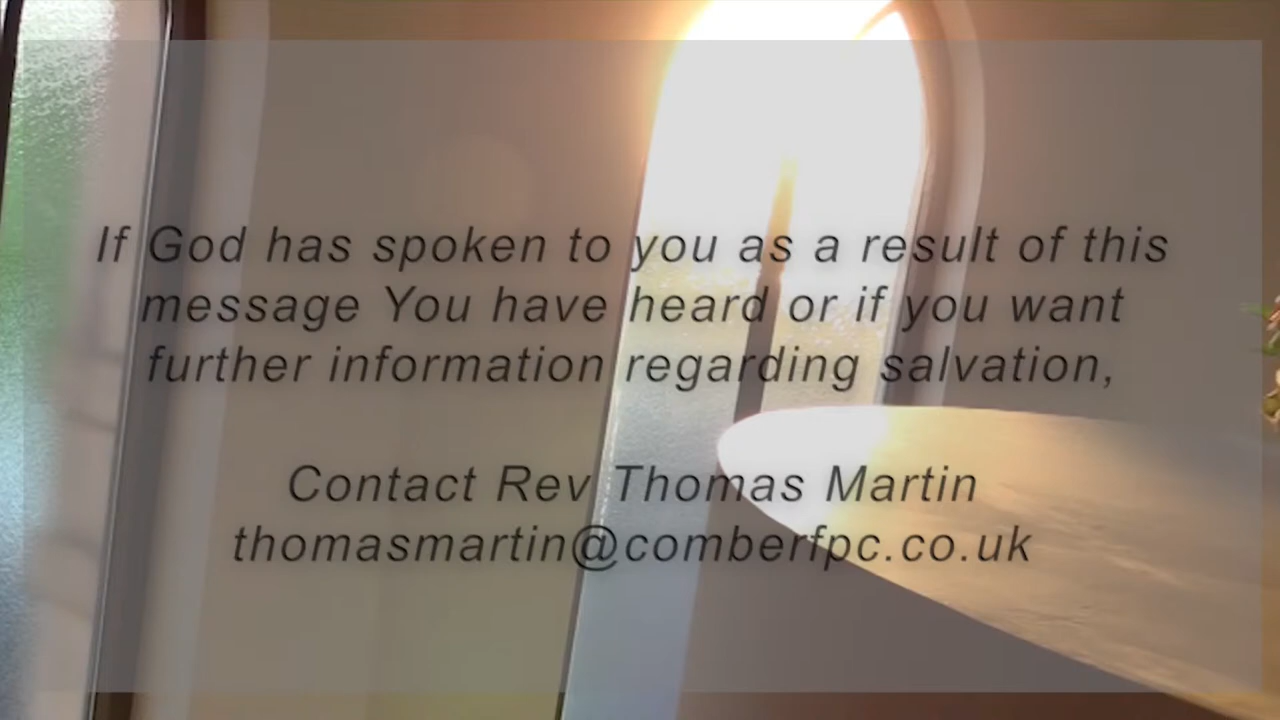 If God has spoken to you as a result of this
message You have heard or if you want
further information regarding salvation,
Contact Rev Thomas Martin
thomasmartin@comberfpc.co.uk